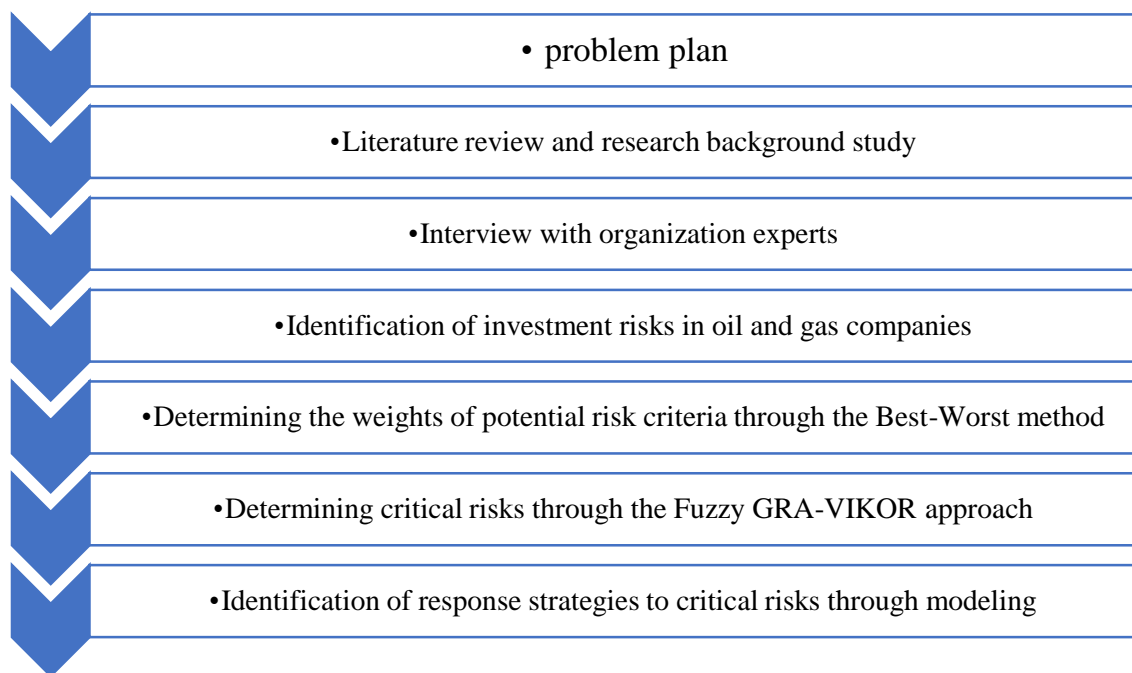 • problem plan
•Literature review and research background study
•Interview with organization experts
•Identification of investment risks in oil and gas companies
•Determining the weights of potential risk criteria through the Best-Worst method
•Determining critical risks through the Fuzzy GRA-VIKOR approach
•Identification of response strategies to critical risks through modeling